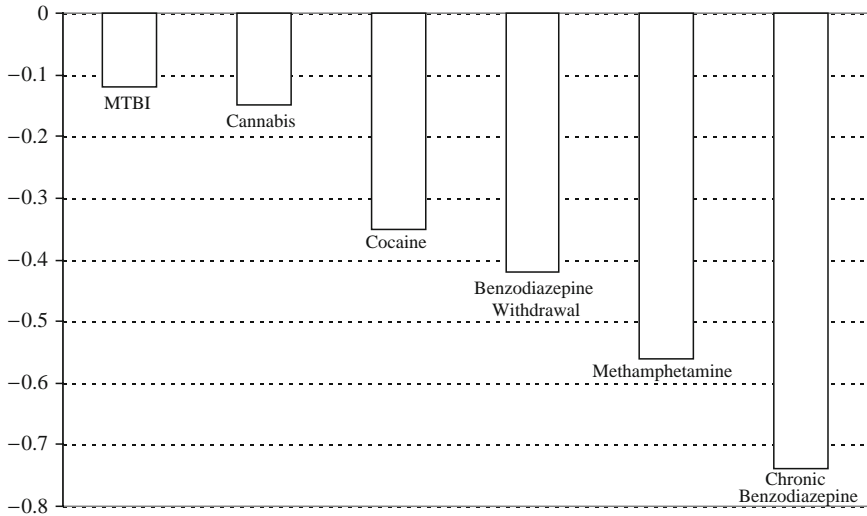 0
−0.1
−0.2
−0.3
−0.4
−0.5
−0.6
−0.7
−0.8
MTBI
Cannabis
Cocaine
Benzodiazepine
Withdrawal
Methamphetamine
Chronic
Benzodiazepine